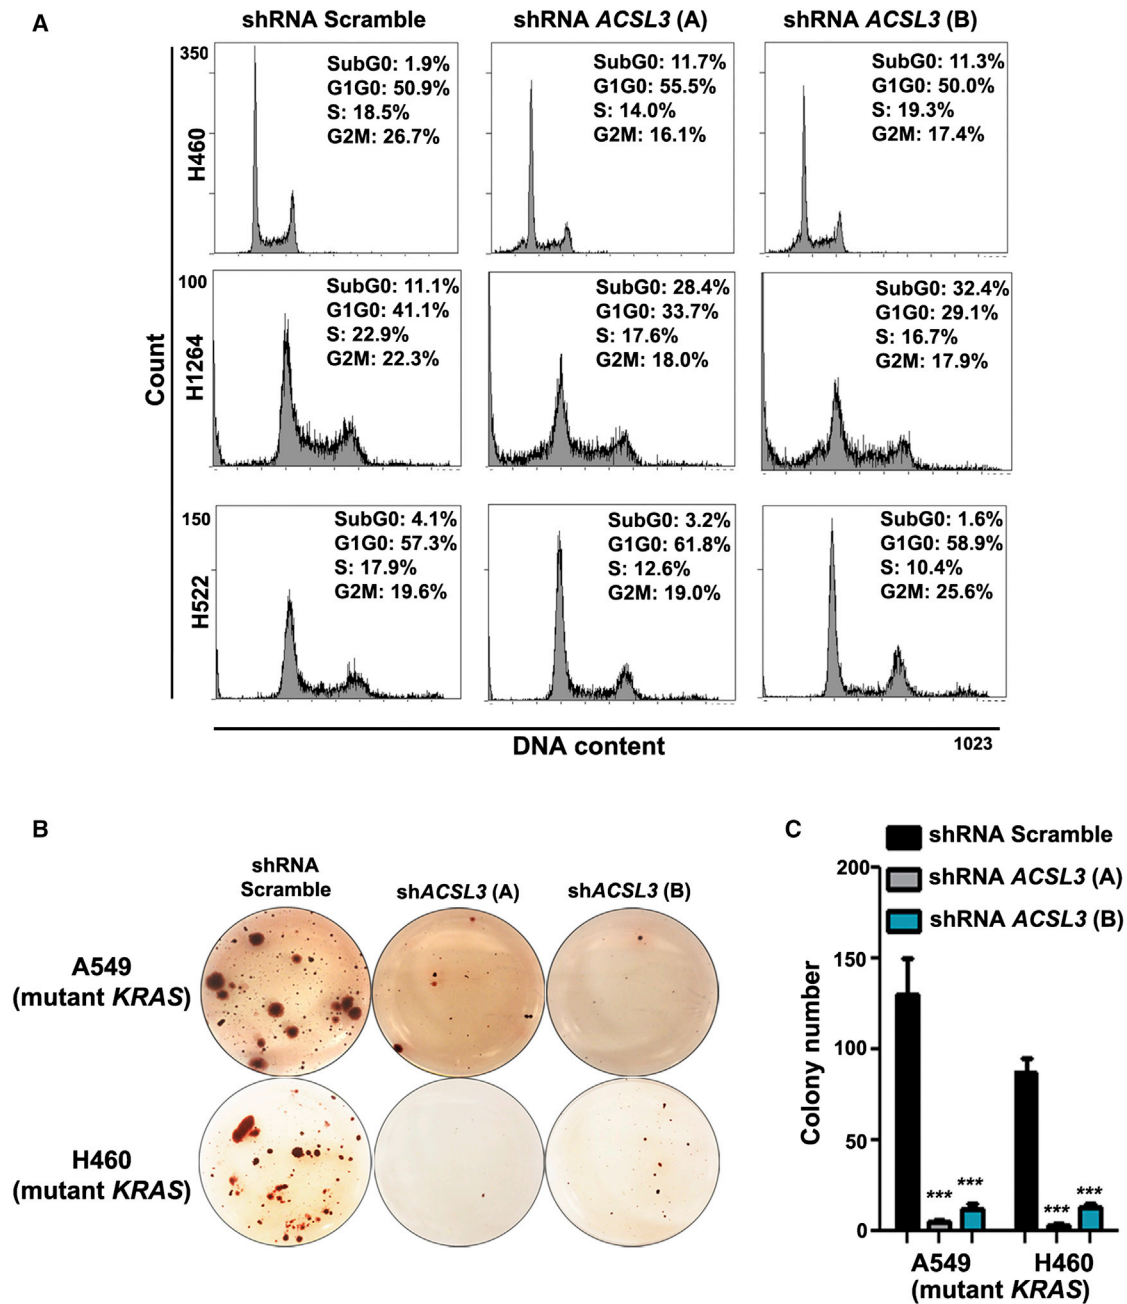 A
shRNA Scramble
shRNA ACSL3 (A)
shRNA ACSL3 (B)
Count
H460
350
SubG0: 1.9%
G1G0: 50.9%
S: 18.5%
G2M: 26.7%
SubG0: 11.7%
G1G0: 55.5%
S: 14.0%
G2M: 16.1%
SubG0: 11.3%
G1G0: 50.0%
S: 19.3%
G2M: 17.4%
H1264
100
SubG0: 11.1%
G1G0: 41.1%
S: 22.9%
G2M: 22.3%
SubG0: 28.4%
G1G0: 33.7%
S: 17.6%
G2M: 18.0%
SubG0: 32.4%
G1G0: 29.1%
S: 16.7%
G2M: 17.9%
H522
150
SubG0: 4.1%
G1G0: 57.3%
S: 17.9%
G2M: 19.6%
SubG0: 3.2%
G1G0: 61.8%
S: 12.6%
G2M: 19.0%
SubG0: 1.6%
G1G0: 58.9%
S: 10.4%
G2M: 25.6%
DNA content
1023
B
shRNA
Scramble
shACSL3 (A)
shACSL3 (B)
A549
(mutant KRAS)
H460
(mutant KRAS)
C
shRNA Scramble
shRNA ACSL3 (A)
shRNA ACSL3 (B)
Colony number
200
150
100
50
0
***
***
***
***
A549
H460
(mutant KRAS)